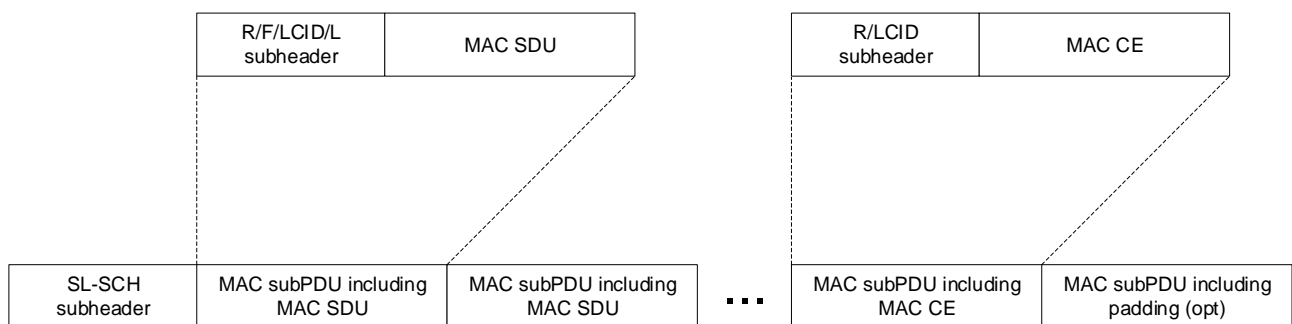 R/F/LCID/L
subheader
MAC SDU
R/LCID
subheader
MAC CE
SL-SCH
subheader
MAC subPDU including
MAC SDU
MAC subPDU including
MAC SDU
...
MAC subPDU including
MAC CE
MAC subPDU including
padding (opt)